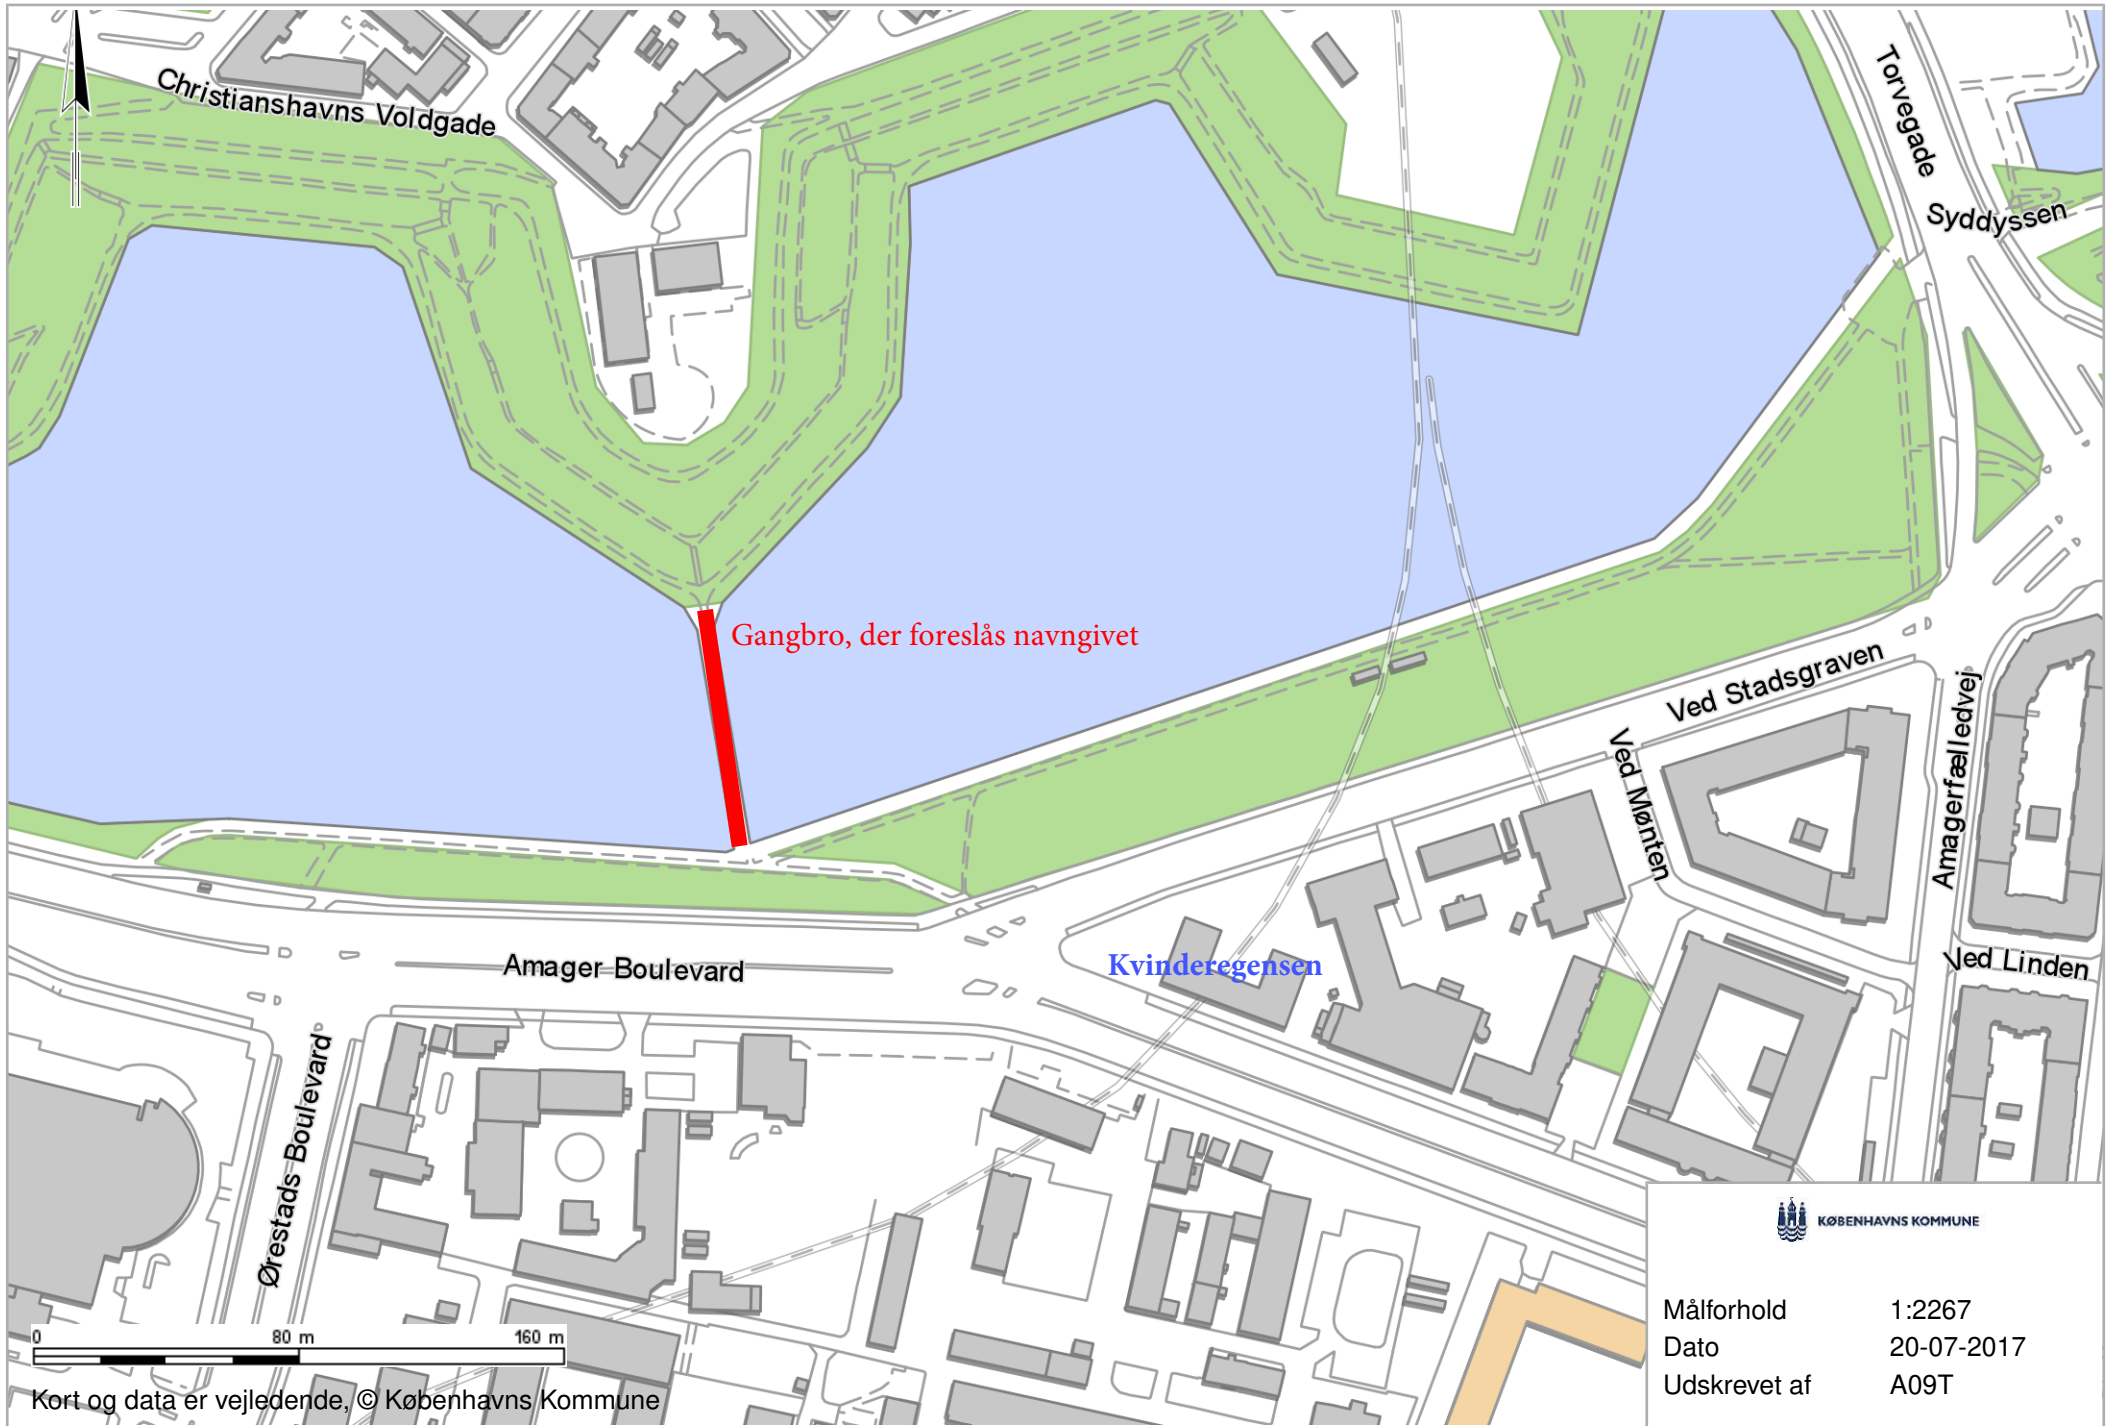 Christianshavns Voldgade
Torvegade
Syddyssen
Gangbro, der foreslås navngivet
Ved Stadsgraven
Ved Mønten
Amagerfælledvej
Ved Linden
Kvinderegensen
Amager Boulevard
Ørestads Boulevard
KØBENHAVNS KOMMUNE
Målforhold 1:2267
Dato 20-07-2017
Udskrevet af A09T
0 80 m 160 m
Kort og data er vejledende, © Københavns Kommune